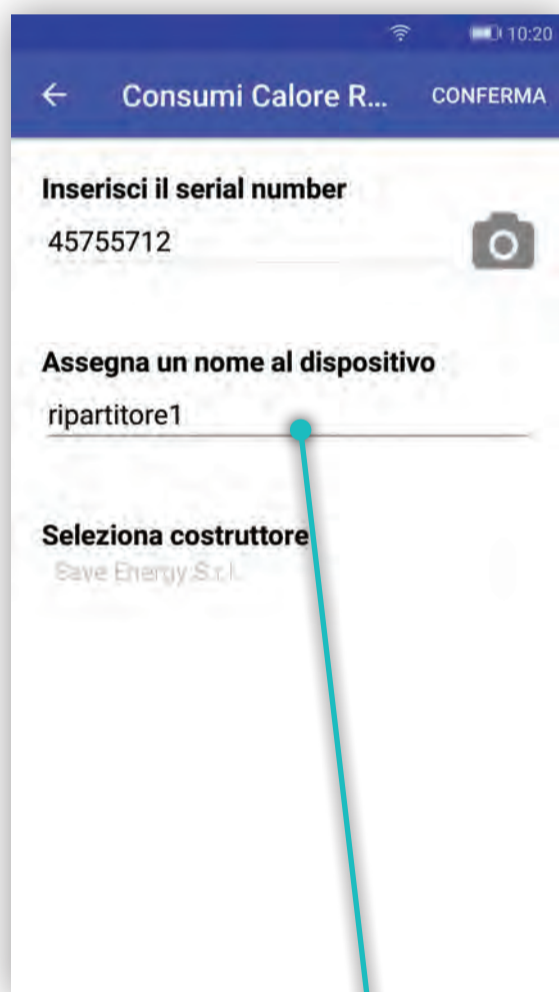 10:20
Consumi Calore R... CONFERMA
Inserisci il serial number
45755712
Assegna un nome al dispositivo
ripartitore1
Seleziona costruttore
Save Energy S.r.l.